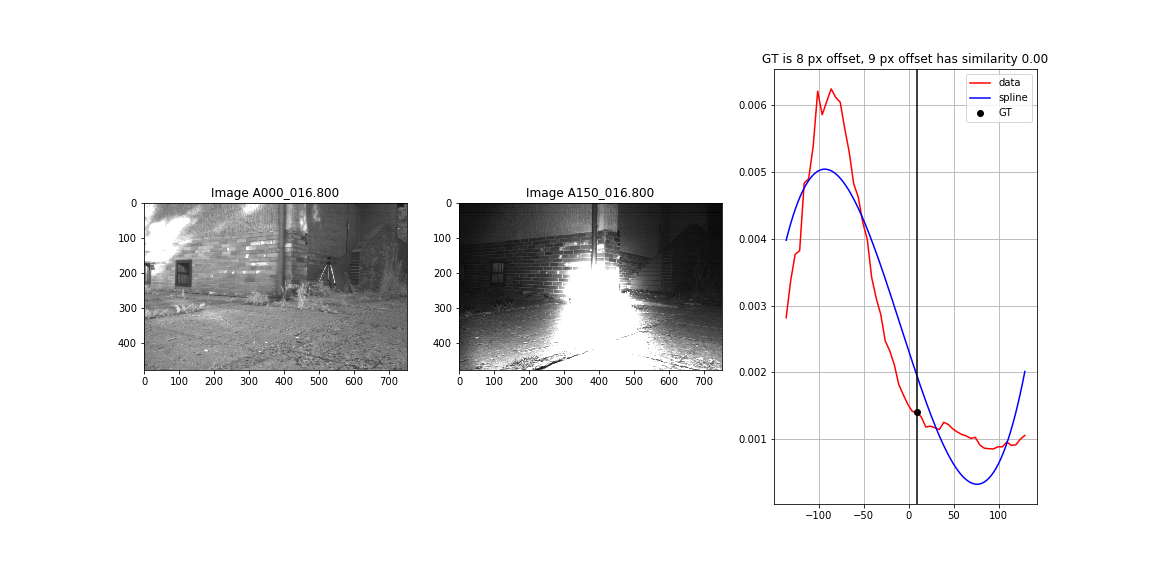 Image A000_016.800
0
100
200
300
400
0 100 200 300 400 500 600 700
Image A150_016.800
0
100
200
300
400
0 100 200 300 400 500 600 700
GT is 8 px offset, 9 px offset has similarity 0.00
data
spline
GT
0.006
0.005
0.004
0.003
0.002
0.001
−100 −50 0 50 100